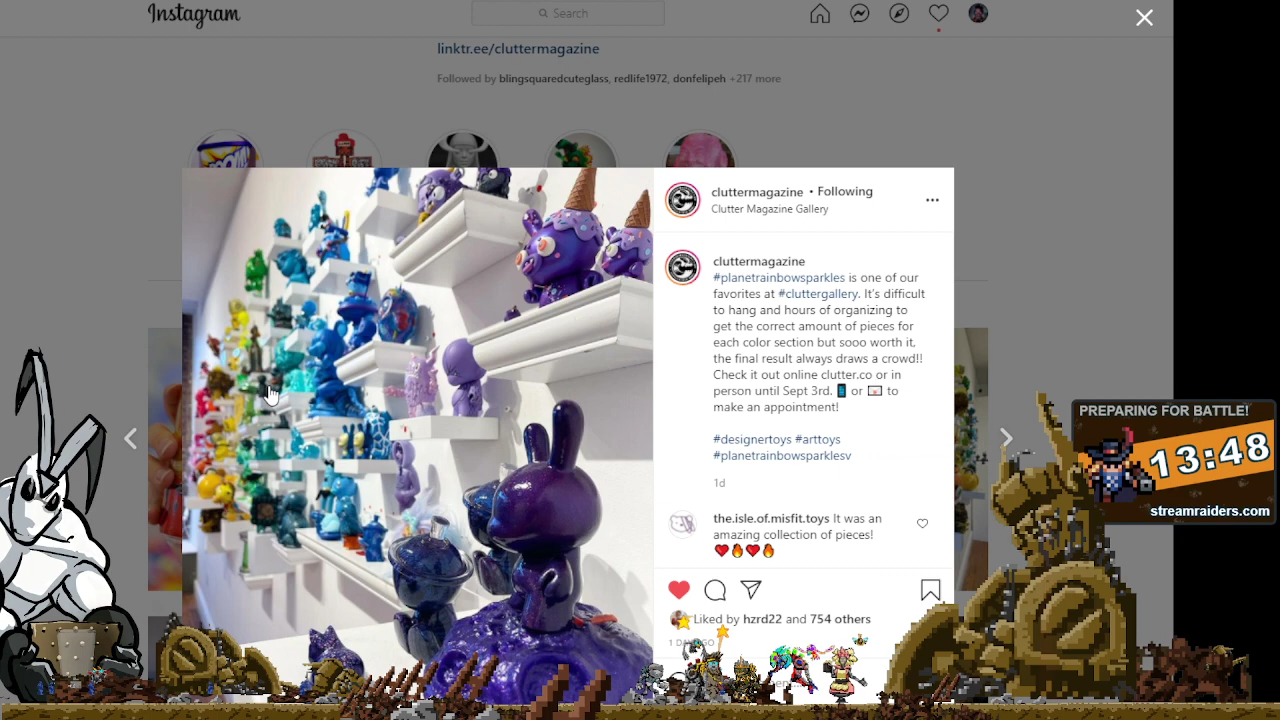 Instagram
Search
linktr.ee/cluttermagazine
Followed by blingsquaredcuteglass, redlife1972, donfelipeh +217 more
cluttermagazine • Following
Clutter Magazine Gallery
cluttermagazine
#planetrainbowsparkles is one of our
favorites at #cluttergallery. It's difficult
to hang and hours of organizing to
get the correct amount of pieces for
each color section but sooo worth it,
the final result always draws a crowd!!
Check it out online clutter.co or in
person until Sept 3rd. 📱 or 💌 to
make an appointment!
#designertoys #arttoys
#planetrainbowsparklesv
1d
the.isle.of.misfit.toys It was an
amazing collection of pieces!
❤️🔥❤️🔥
Liked by hzrd22 and 754 others
1 DAY AGO
PREPARING FOR BATTLE!
13:48
streamraiders.com